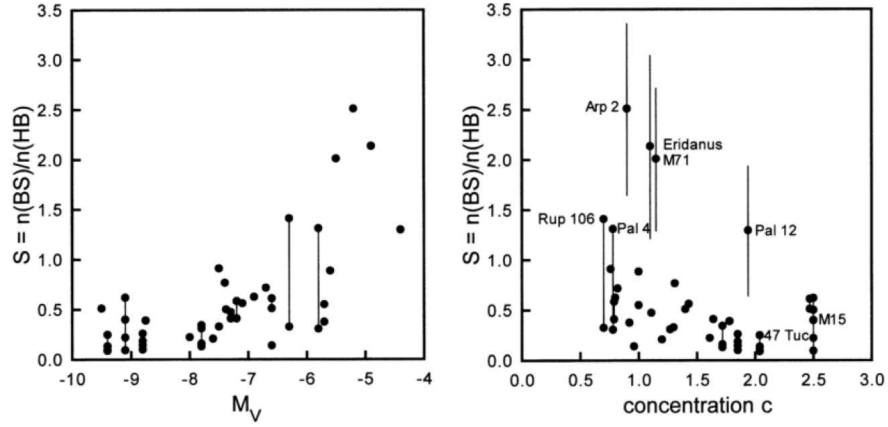 S = n(BS)/n(HB)
3.5
3.0
2.5
2.0
1.5
1.0
0.5
0.0
-10
-9
-8
-7
-6
-5
-4
M_V
S = n(BS)/n(HB)
3.5
3.0
2.5
2.0
1.5
1.0
0.5
0.0
Arp 2
Eridanus
M71
Rup 106
Pal 4
Pal 12
M15
47 Tuc
0.0
0.5
1.0
1.5
2.0
2.5
3.0
concentration c